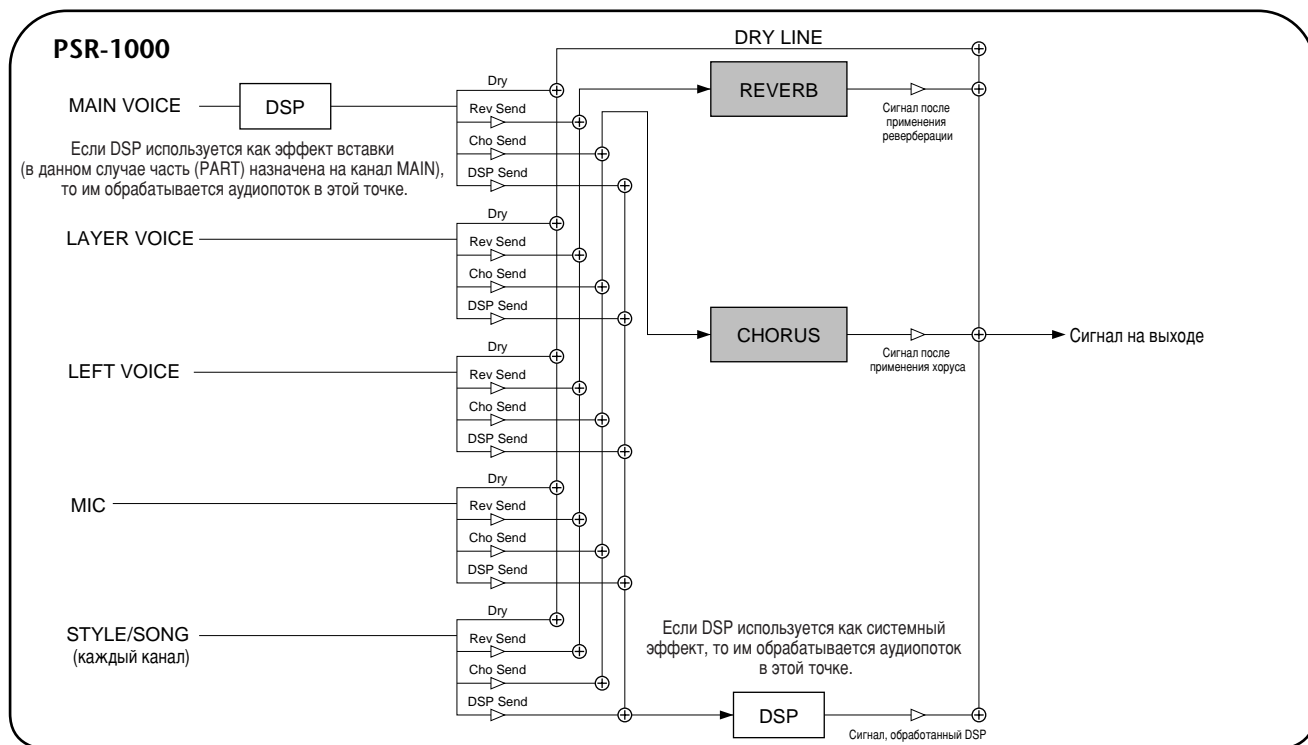 PSR-1000
DRY LINE
MAIN VOICE
DSP
Dry
Rev Send
Cho Send
DSP Send
REVERB
Сигнал после
применения
реверберации
Если DSP используется как эффект вставки
(в данном случае часть (PART) назначена на канал MAIN),
то им обрабатывается аудиопоток в этой точке.
LAYER VOICE
Dry
Rev Send
Cho Send
DSP Send
CHORUS
Сигнал после
применения хоруса
Сигнал на выходе
LEFT VOICE
Dry
Rev Send
Cho Send
DSP Send
MIC
Dry
Rev Send
Cho Send
DSP Send
STYLE/SONG
(каждый канал)
Dry
Rev Send
Cho Send
DSP Send
Если DSP используется как системный
эффект, то им обрабатывается аудиопоток
в этой точке.
DSP
Сигнал, обработанный DSP